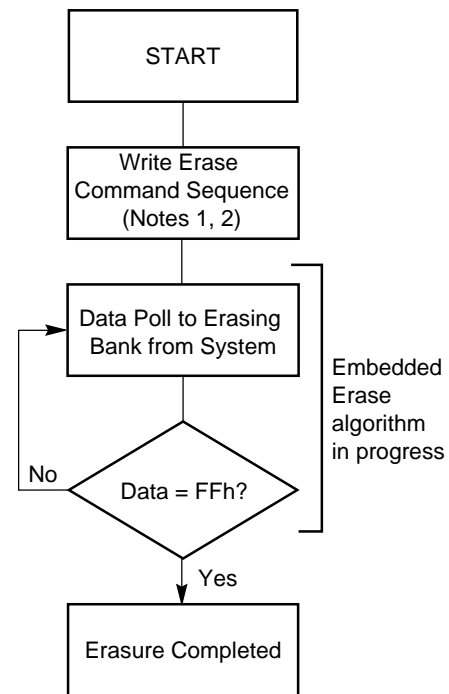 START
Write Erase
Command Sequence
(Notes 1, 2)
Data Poll to Erasing
Bank from System
Embedded
Erase
algorithm
in progress
No
Data = FFh?
Yes
Erasure Completed